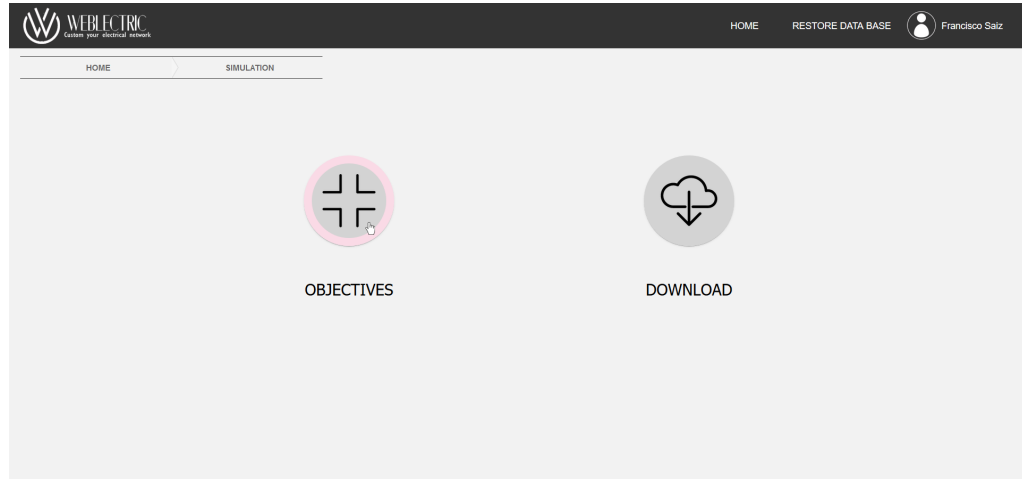 WEBLECTRIC
Custom your electrical network
HOME
RESTORE DATA BASE
Francisco Saiz
HOME
SIMULATION
OBJECTIVES
DOWNLOAD